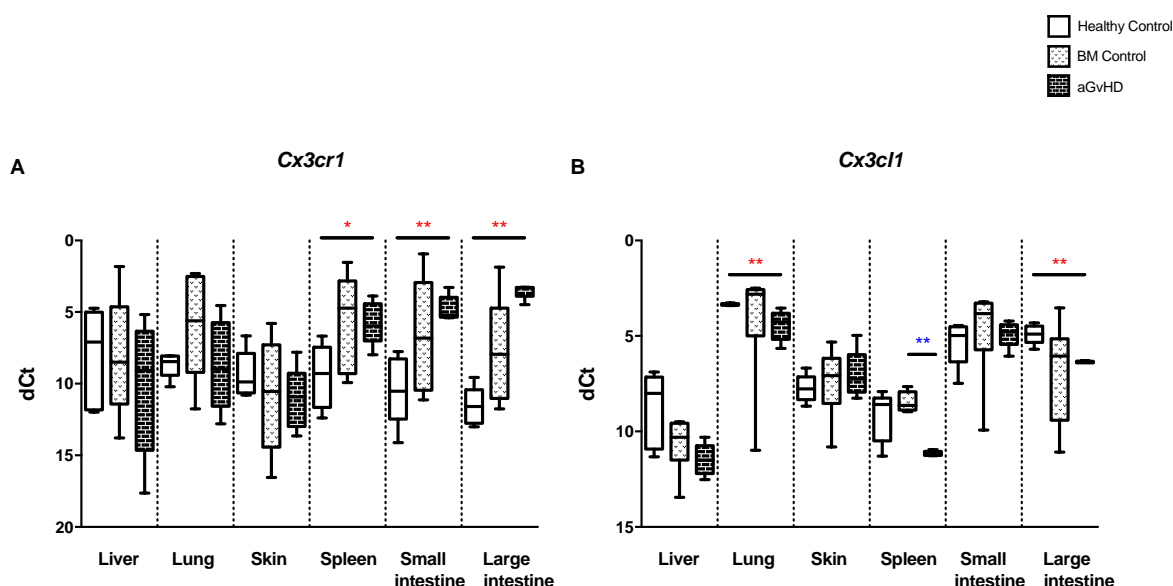 Healthy Control
BM Control
aGvHD
A
Cx3cr1
* ** **
0
5
10
15
20
dCt
Liver Lung Skin Spleen Small intestine Large intestine
B
Cx3cl1
** ** **
0
5
10
15
dCt
Liver Lung Skin Spleen Small intestine Large intestine